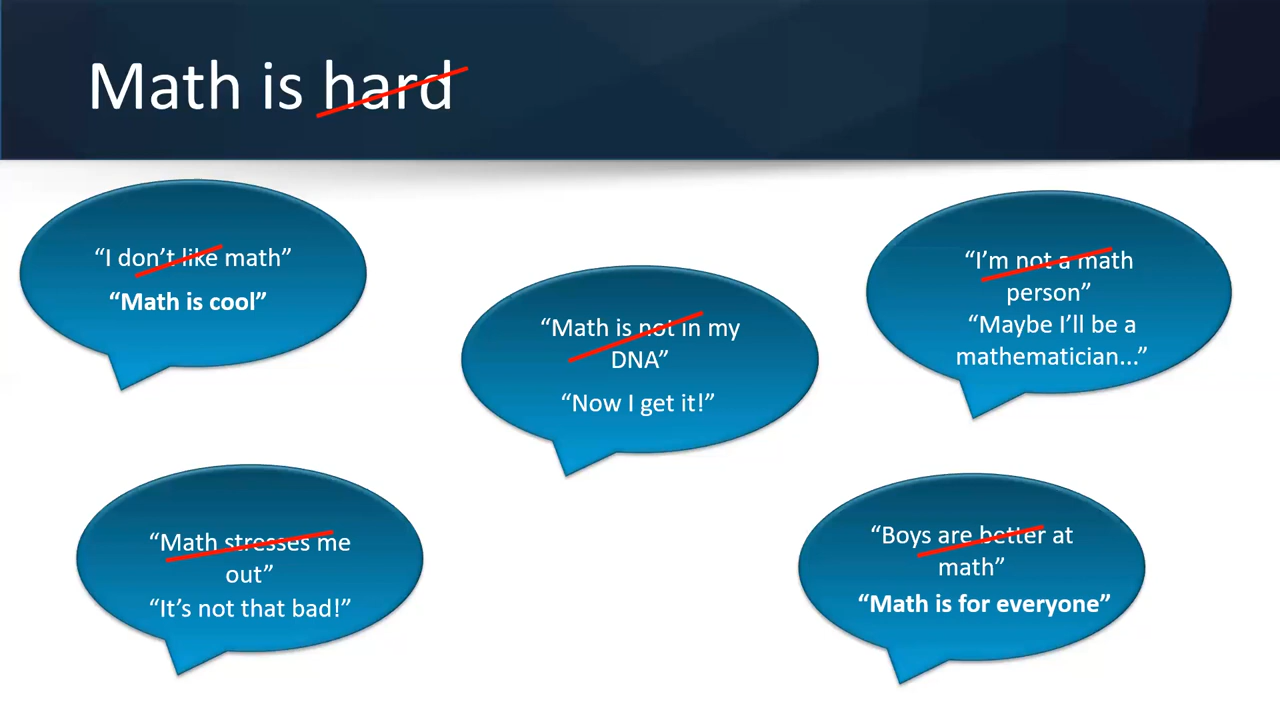 Math is hard
“I don’t like math”
“Math is cool”
“Math is not in my
DNA”
“Now I get it!”
“I’m not a math
person”
“Maybe I’ll be a
mathematician...”
“Math stresses me
out”
“It’s not that bad!”
“Boys are better at
math”
“Math is for everyone”